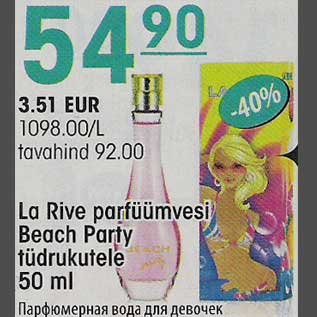 54 90
3.51 EUR
1098.00/L
tavahind 92.00
-40%
La Rive parfüümvesi
Beach Party
tüdrukutele
50 ml
Парфюмерная вода для девочек
BEACH